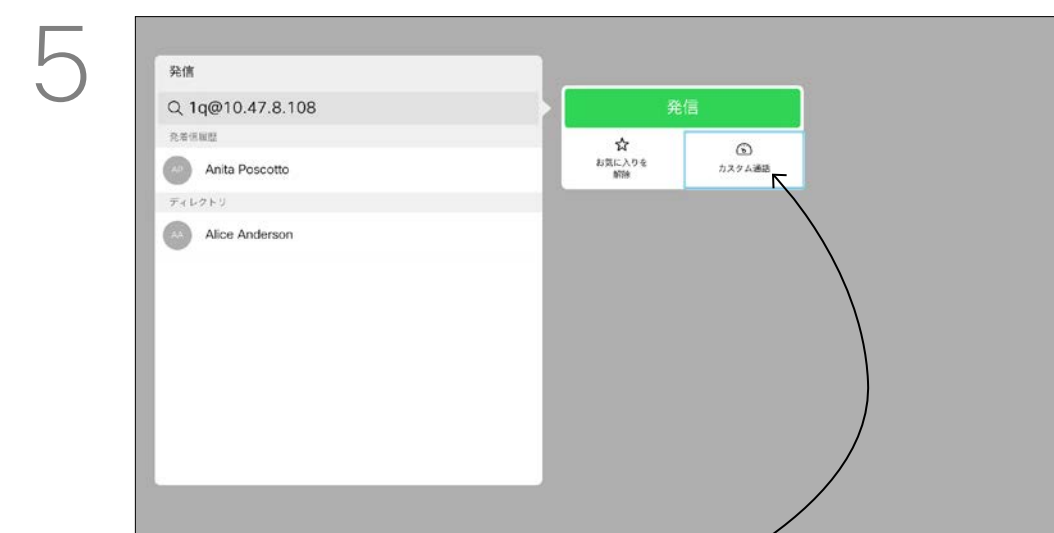 5
発信
1q@10.47.8.108
発着信履歴
AP
Anita Poscotto
ディレクトリ
AA
Alice Anderson
発信
お気に入りを
解除
カスタム通話